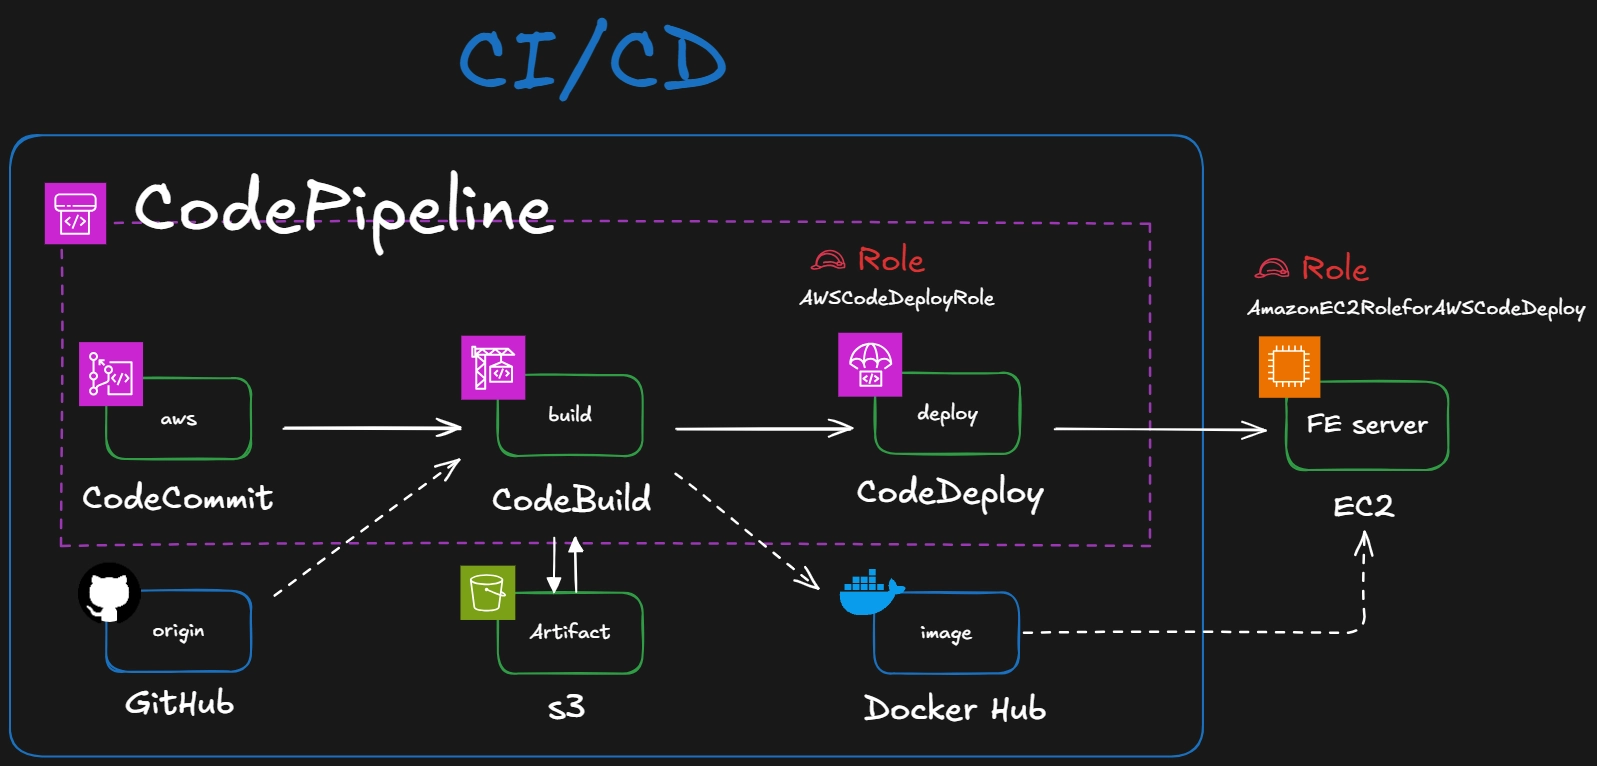 CI/CD
CodePipeline
Role
AWSCodeDeployRole
Role
AmazonEC2RoleforAWSCodeDeploy
aws
build
deploy
FE server
CodeCommit
CodeBuild
CodeDeploy
EC2
origin
Artifact
image
GitHub
s3
Docker Hub